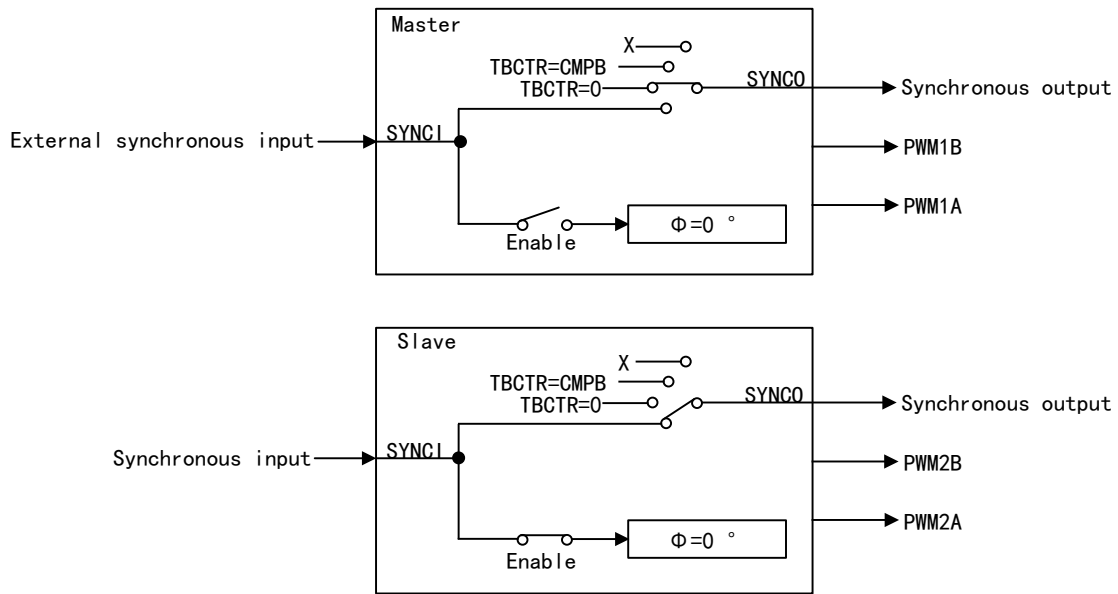 Master
X
TBCTR=CMPB
TBCTR=0
SYNCO
Synchronous output
External synchronous input
SYNCI
PWM1B
PWM1A
Φ=0 °
Enable
Slave
X
TBCTR=CMPB
TBCTR=0
SYNCO
Synchronous output
Synchronous input
SYNCI
PWM2B
PWM2A
Φ=0 °
Enable